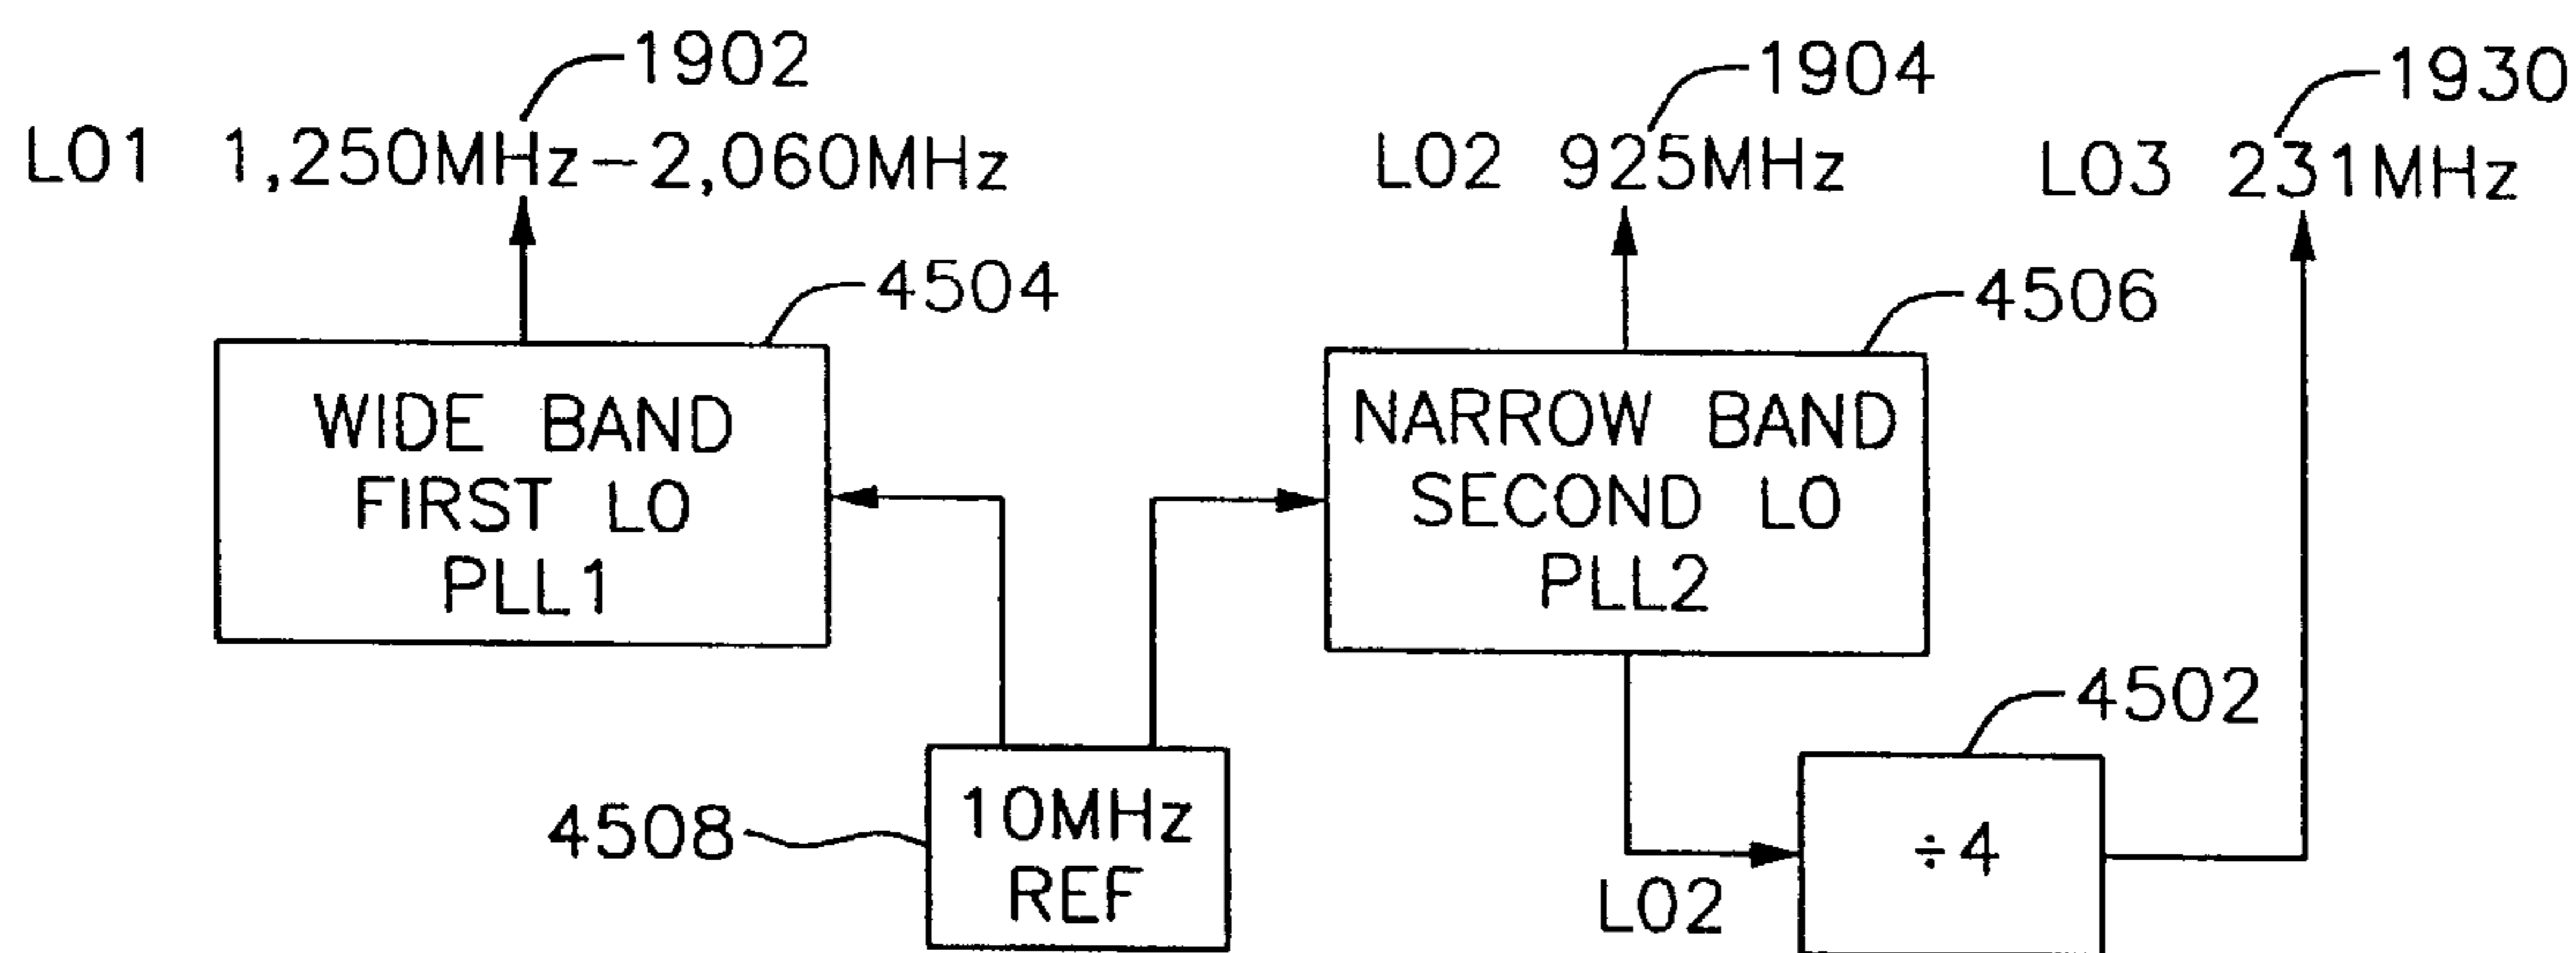 1902
1904
1930
LO1 1,250MHz-2,060MHz
LO2 925MHz
LO3 231MHz
4504
4506
WIDE BAND
FIRST LO
PLL1
NARROW BAND
SECOND LO
PLL2
4502
4508
10MHz
REF
÷4
LO2